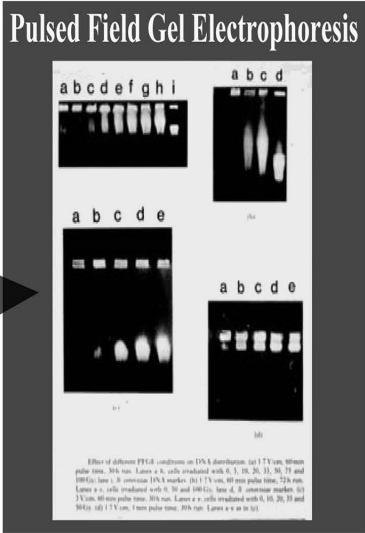 Pulsed Field Gel Electrophoresis
a b c d e f g h i
a b c d
(b)
a b c d e
a b c d e
(c)
(d)
Effect of different PFGE conditions on DNA distribution. (a) 1.7 V/cm, 60 min
pulse time, 30 h run. Lanes a-h, cells irradiated with 0, 5, 10, 20, 35, 50, 75 and
100 Gy; lane i, S. cerevisiae DNA marker. (b) 1.7 V/cm, 60 min pulse time, 72 h run.
Lanes a-c, cells irradiated with 0, 50 and 100 Gy, lane d, S. cerevisiae marker. (c)
3 V/cm, 60 min pulse time, 30 h run. Lanes a-e, cells irradiated with 0, 10, 20, 35 and
50 Gy. (d) 1.7 V/cm, 1 min pulse time, 30 h run. Lanes a-e as in (c).